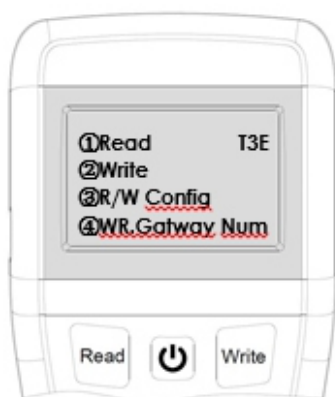 ①Read T3E
②Write
③R/W Config
④WR.Gatway Num
Read Write